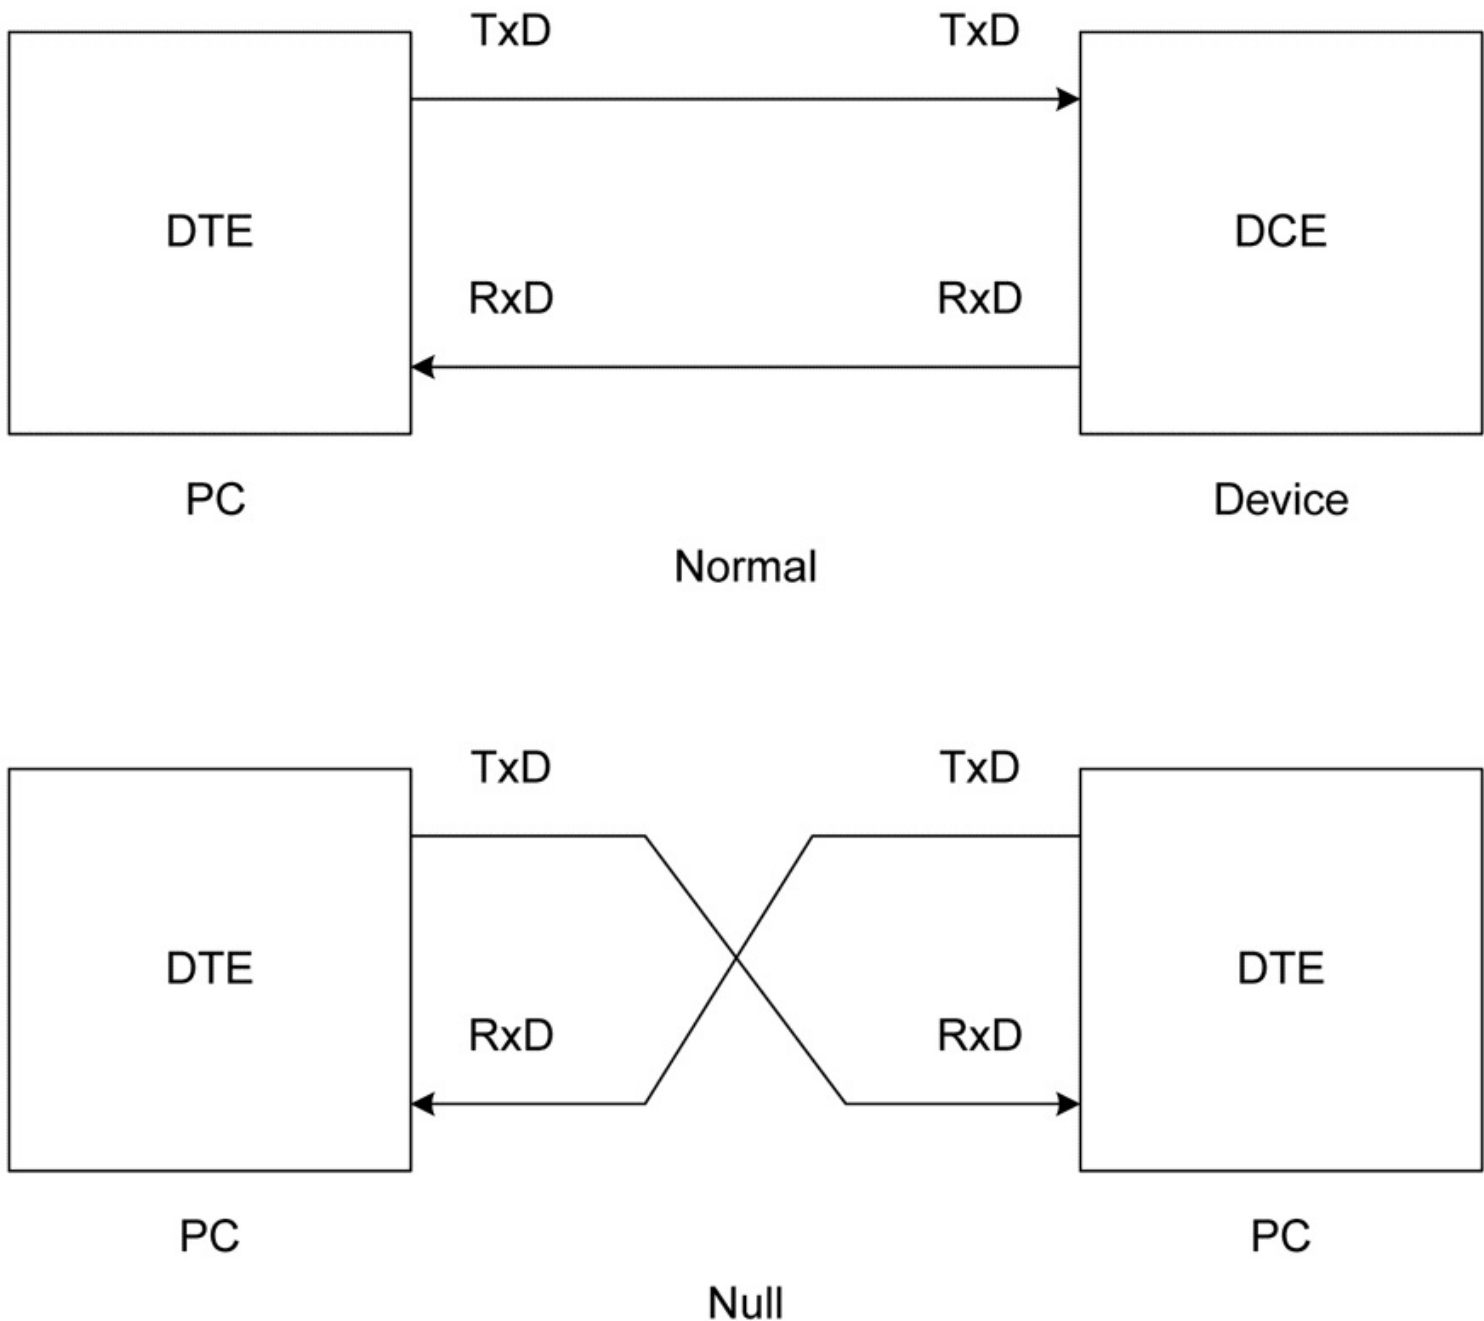 TxD TxD
DTE DCE
RxD RxD
PC Device
Normal
TxD TxD
DTE DTE
RxD RxD
PC PC
Null